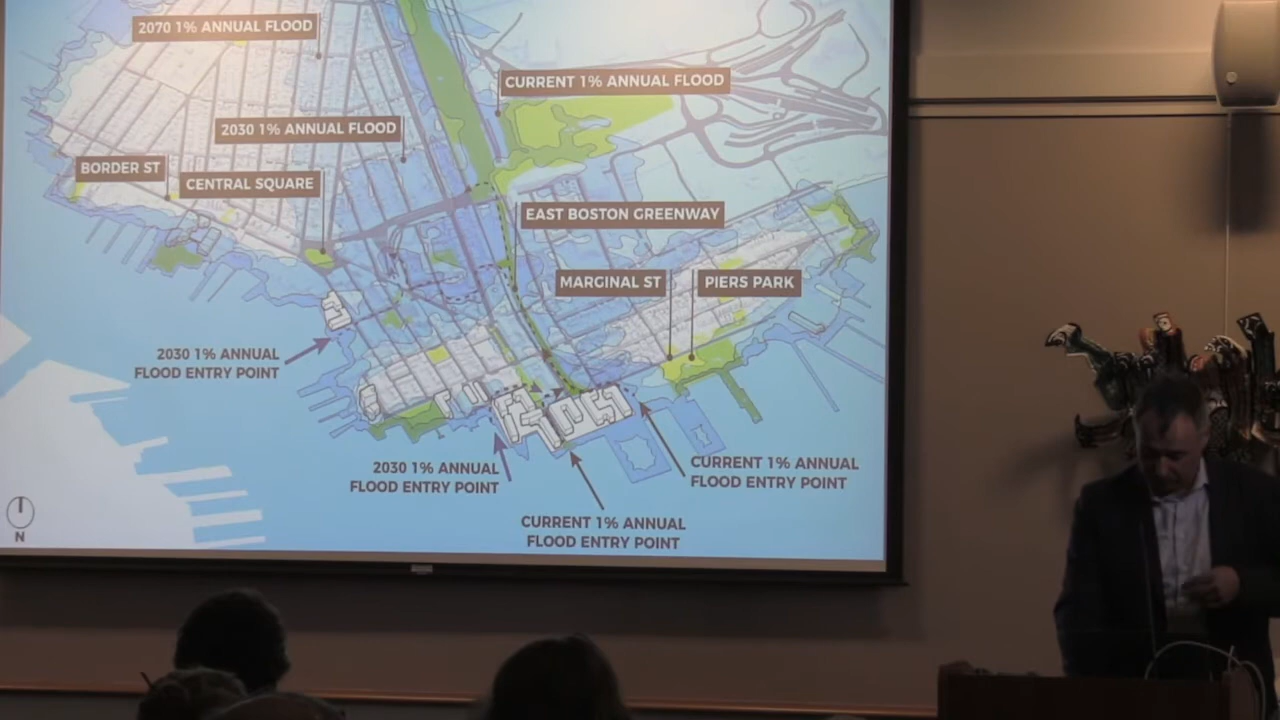 2070 1% ANNUAL FLOOD
CURRENT 1% ANNUAL FLOOD
2030 1% ANNUAL FLOOD
BORDER ST
CENTRAL SQUARE
EAST BOSTON GREENWAY
MARGINAL ST
PIERS PARK
2030 1% ANNUAL
FLOOD ENTRY POINT
2030 1% ANNUAL
FLOOD ENTRY POINT
CURRENT 1% ANNUAL
FLOOD ENTRY POINT
CURRENT 1% ANNUAL
FLOOD ENTRY POINT
N